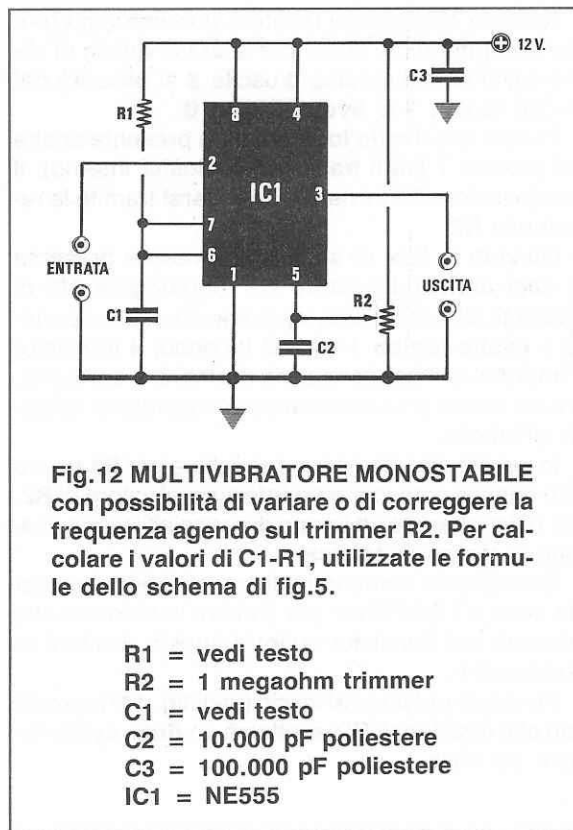 12 V.
C3
R1
8
4
2
IC1
3
7
6
ENTRATA
1
5
USCITA
R2
C1
C2
Fig.12 MULTIVIBRATORE MONOSTABILE
con possibilità di variare o di correggere la
frequenza agendo sul trimmer R2. Per cal-
colare i valori di C1-R1, utilizzate le formu-
le dello schema di fig.5.
R1 = vedi testo
R2 = 1 megaohm trimmer
C1 = vedi testo
C2 = 10.000 pF poliestere
C3 = 100.000 pF poliestere
IC1 = NE555